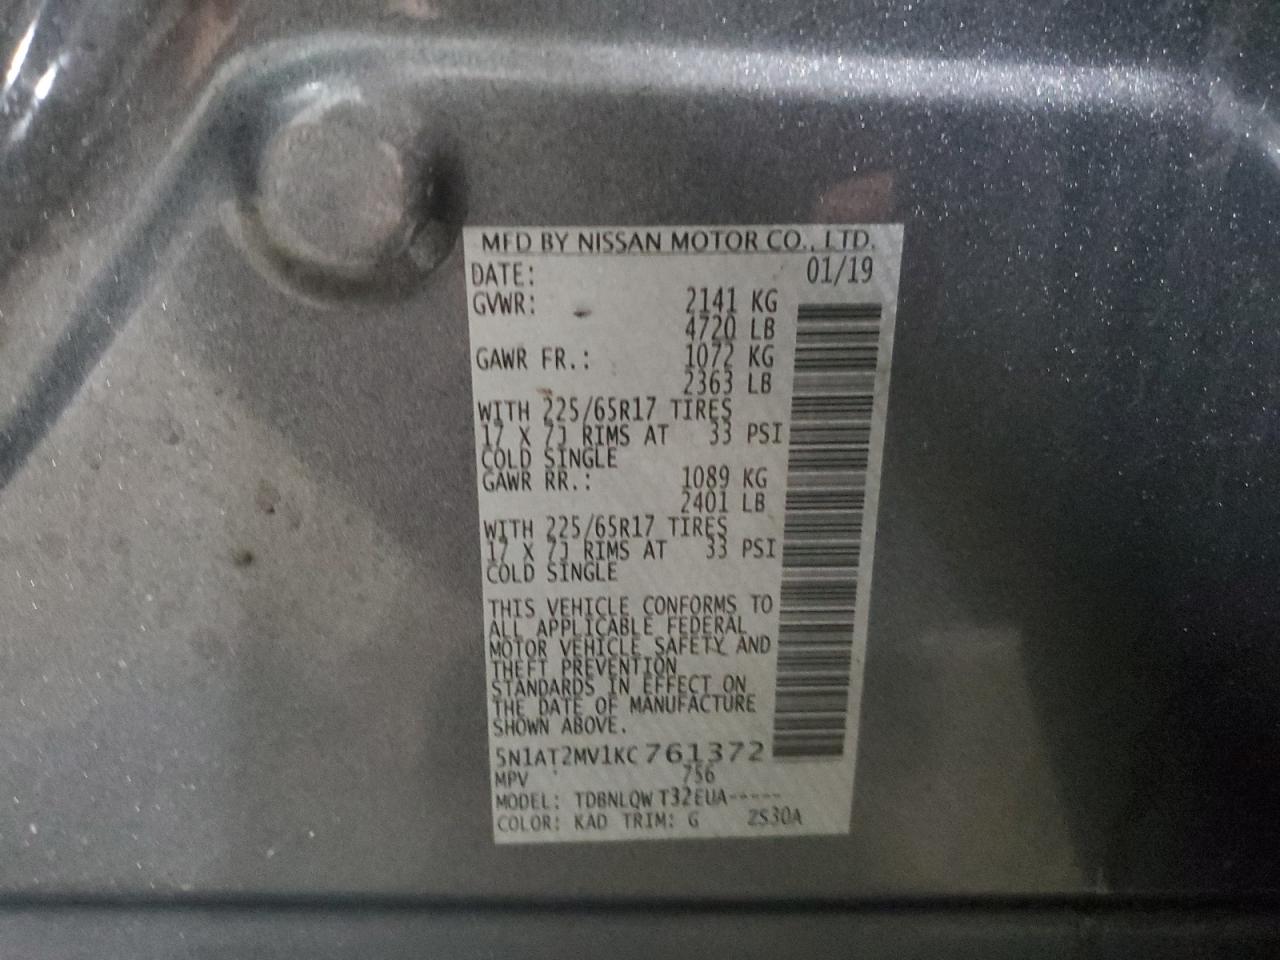 MFD BY NISSAN MOTOR CO., LTD.
DATE: 01/19
GVWR: 2141 KG
4720 LB
GAWR FR.: 1072 KG
2363 LB
WITH 225/65R17 TIRES
17 X 7J RIMS AT 33 PSI
COLD SINGLE
GAWR RR.: 1089 KG
2401 LB
WITH 225/65R17 TIRES
17 X 7J RIMS AT 33 PSI
COLD SINGLE
THIS VEHICLE CONFORMS TO
ALL APPLICABLE FEDERAL
MOTOR VEHICLE SAFETY AND
THEFT PREVENTION
STANDARDS IN EFFECT ON
THE DATE OF MANUFACTURE
SHOWN ABOVE.
5N1AT2MV1KC761372
MPV 756
MODEL: TDBNLQW T32EUA-----
COLOR: KAD TRIM: G ZS30A